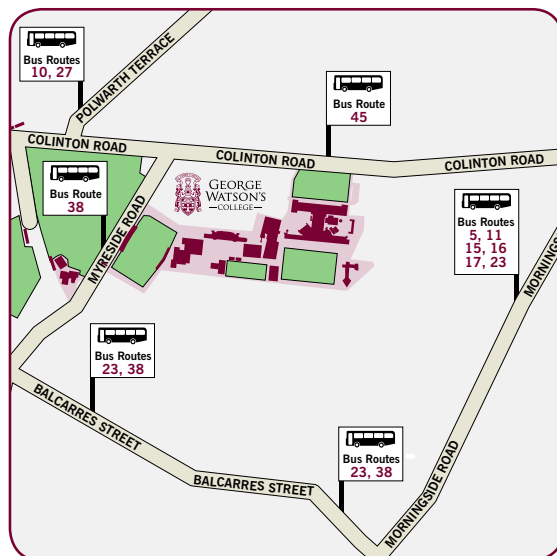 Bus Routes
10, 27
POLWARTH TERRACE
Bus Route
45
COLINTON ROAD
COLINTON ROAD
COLINTON ROAD
Bus Route
38
GEORGE
WATSON'S
COLLEGE
MYRESIDE ROAD
Bus Routes
5, 11
15, 16
17, 23
MORNINGS
Bus Routes
23, 38
BALCARRES STREET
Bus Routes
23, 38
BALCARRES STREET
MORNINGSIDE ROAD